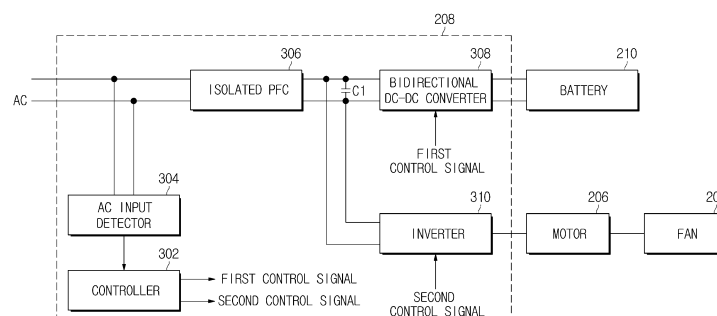 208
306
308
210
AC
ISOLATED PFC
C1
BIDIRECTIONAL
DC-DC CONVERTER
BATTERY
FIRST
CONTROL SIGNAL
304
AC INPUT
DETECTOR
310
206
INVERTER
MOTOR
FAN
302
CONTROLLER
FIRST CONTROL SIGNAL
SECOND CONTROL SIGNAL
SECOND
CONTROL SIGNAL